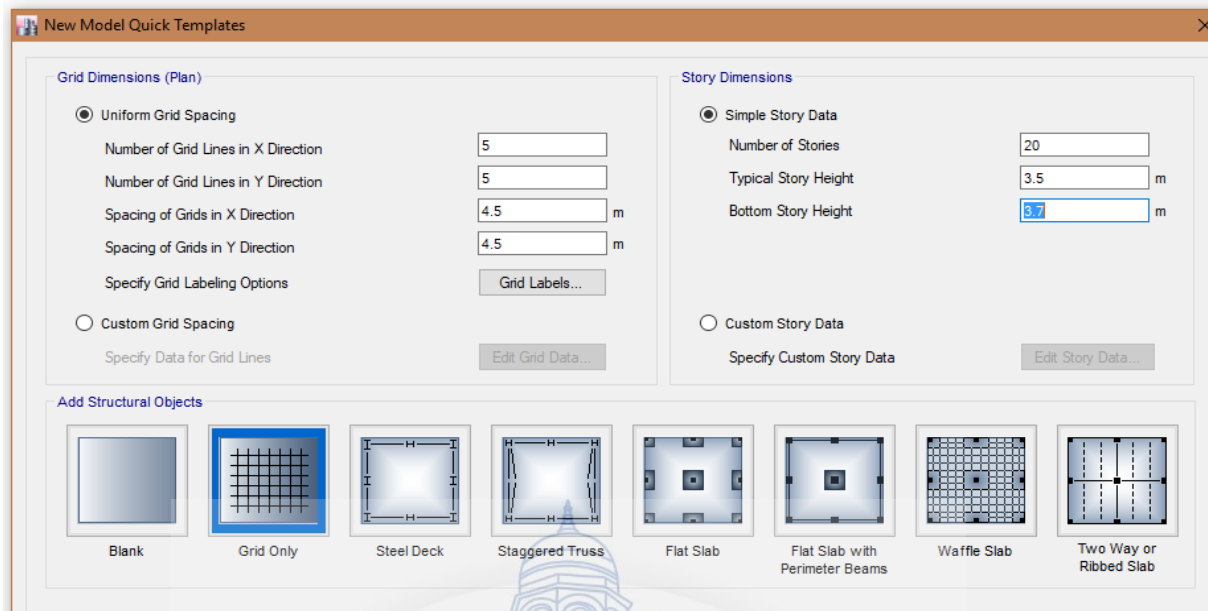 New Model Quick Templates
Grid Dimensions (Plan)
Uniform Grid Spacing
Number of Grid Lines in X Direction 5
Number of Grid Lines in Y Direction 5
Spacing of Grids in X Direction 4.5 m
Spacing of Grids in Y Direction 4.5 m
Specify Grid Labeling Options Grid Labels...
Custom Grid Spacing
Specify Data for Grid Lines Edit Grid Data...
Story Dimensions
Simple Story Data
Number of Stories 20
Typical Story Height 3.5 m
Bottom Story Height 3.7 m
Custom Story Data
Specify Custom Story Data Edit Story Data...
Add Structural Objects
Blank
Grid Only
Steel Deck
Staggered Truss
Flat Slab
Flat Slab with
Perimeter Beams
Waffle Slab
Two Way or
Ribbed Slab